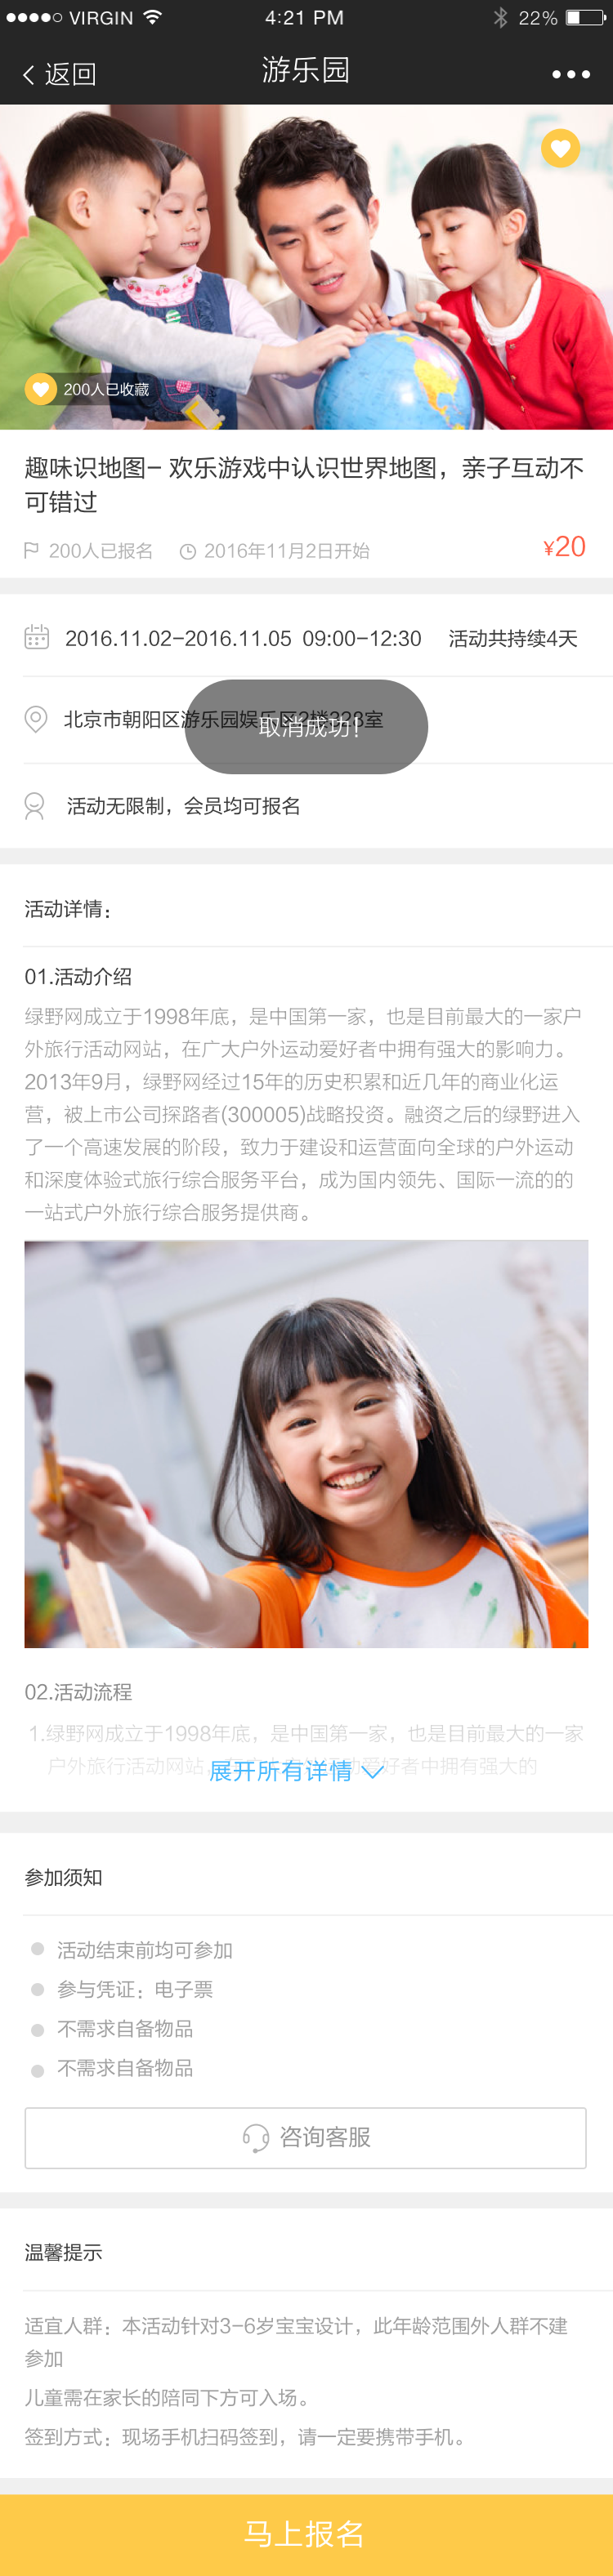 VIRGIN 4:21 PM 22%
返回 游乐园
200人已收藏
趣味识地图- 欢乐游戏中认识世界地图，亲子互动不
可错过
200人已报名 2016年11月2日开始 ¥20
2016.11.02-2016.11.05 09:00-12:30 活动共持续4天
北京市朝阳区游乐园娱乐区2楼328室
取消成功！
活动无限制，会员均可报名
活动详情：
01.活动介绍
绿野网成立于1998年底，是中国第一家，也是目前最大的一家户
外旅行活动网站，在广大户外运动爱好者中拥有强大的影响力。
2013年9月，绿野网经过15年的历史积累和近几年的商业化运
营，被上市公司探路者(300005)战略投资。融资之后的绿野进入
了一个高速发展的阶段，致力于建设和运营面向全球的户外运动
和深度体验式旅行综合服务平台，成为国内领先、国际一流的的
一站式户外旅行综合服务提供商。
02.活动流程
1.绿野网成立于1998年底，是中国第一家，也是目前最大的一家
户外旅行活动网站，在广大户外运动爱好者中拥有强大的
展开所有详情
参加须知
活动结束前均可参加
参与凭证：电子票
不需求自备物品
不需求自备物品
咨询客服
温馨提示
适宜人群：本活动针对3-6岁宝宝设计，此年龄范围外人群不建
参加
儿童需在家长的陪同下方可入场。
签到方式：现场手机扫码签到，请一定要携带手机。
马上报名